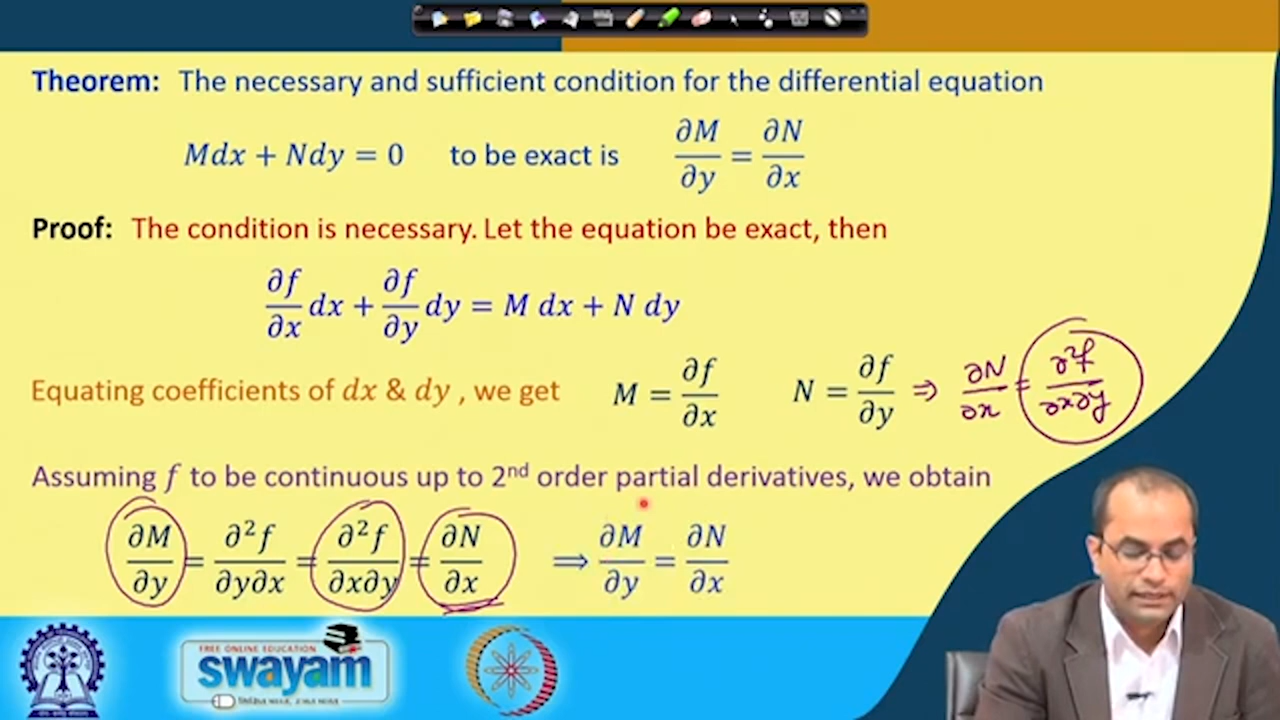 Theorem: The necessary and sufficient condition for the differential equation
Mdx + Ndy = 0 to be exact is ∂M/∂y = ∂N/∂x
Proof: The condition is necessary. Let the equation be exact, then
∂f/∂x dx + ∂f/∂y dy = M dx + N dy
Equating coefficients of dx & dy , we get M = ∂f/∂x N = ∂f/∂y ⇒ ∂N/∂x = ∂²f/∂x∂y
Assuming f to be continuous up to 2nd order partial derivatives, we obtain
∂M/∂y = ∂²f/∂y∂x = ∂²f/∂x∂y = ∂N/∂x ⟹ ∂M/∂y = ∂N/∂x
FREE ONLINE EDUCATION
swayam